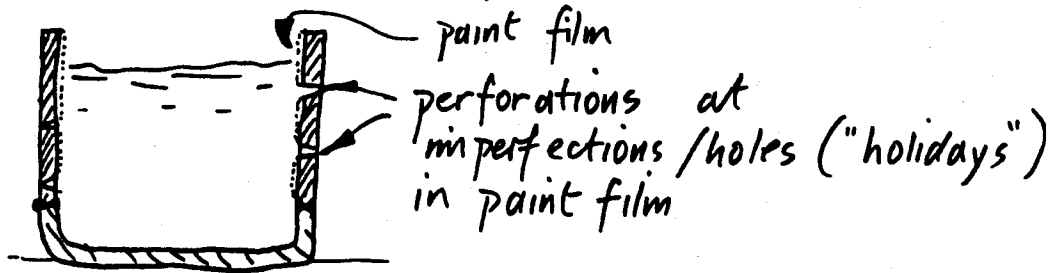 paint film
perforations at
imperfections/holes ("holidays")
in paint film